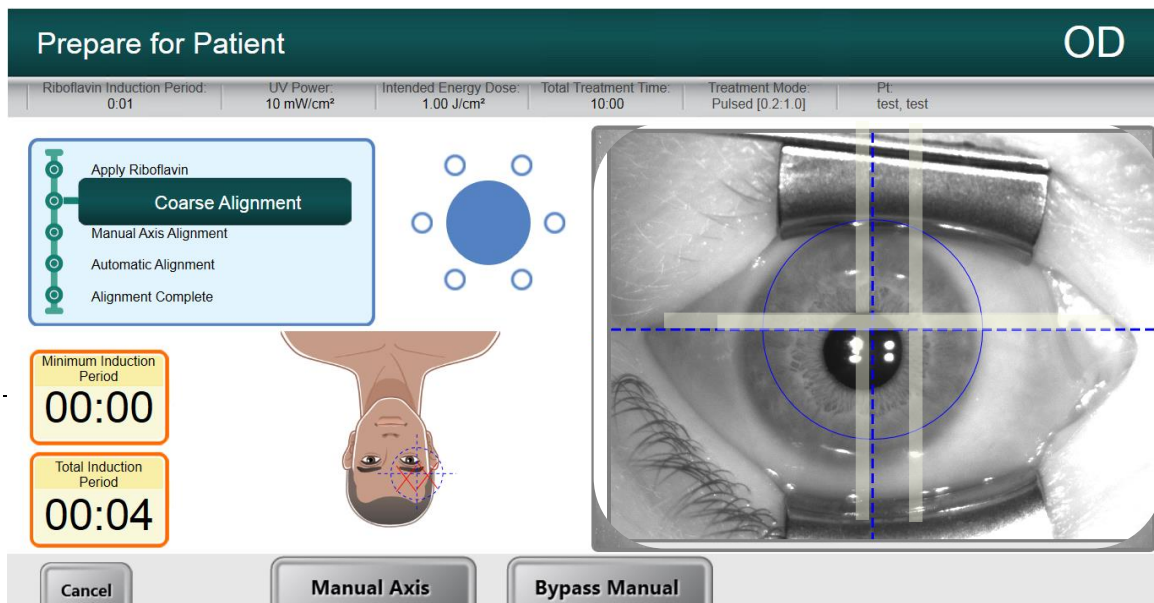 Prepare for Patient
OD
Riboflavin Induction Period:
0:01
UV Power:
10 mW/cm²
Intended Energy Dose:
1.00 J/cm²
Total Treatment Time:
10:00
Treatment Mode:
Pulsed [0.2:1.0]
Pt:
test, test
Apply Riboflavin
Coarse Alignment
Manual Axis Alignment
Automatic Alignment
Alignment Complete
Minimum Induction
Period
00:00
Total Induction
Period
00:04
Cancel
Manual Axis
Bypass Manual